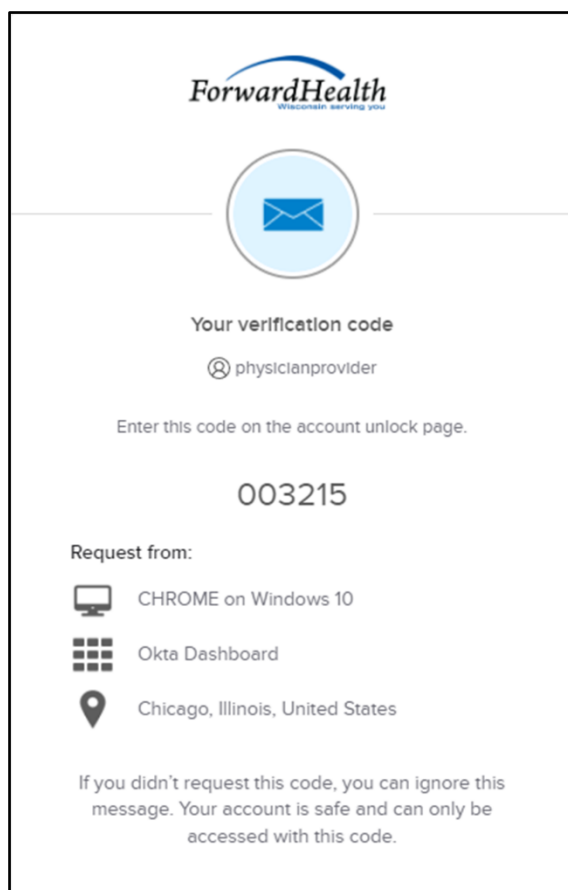 ForwardHealth
Wisconsin serving you
Your verification code
physicianprovider
Enter this code on the account unlock page.
003215
Request from:
CHROME on Windows 10
Okta Dashboard
Chicago, Illinois, United States
If you didn't request this code, you can ignore this
message. Your account is safe and can only be
accessed with this code.